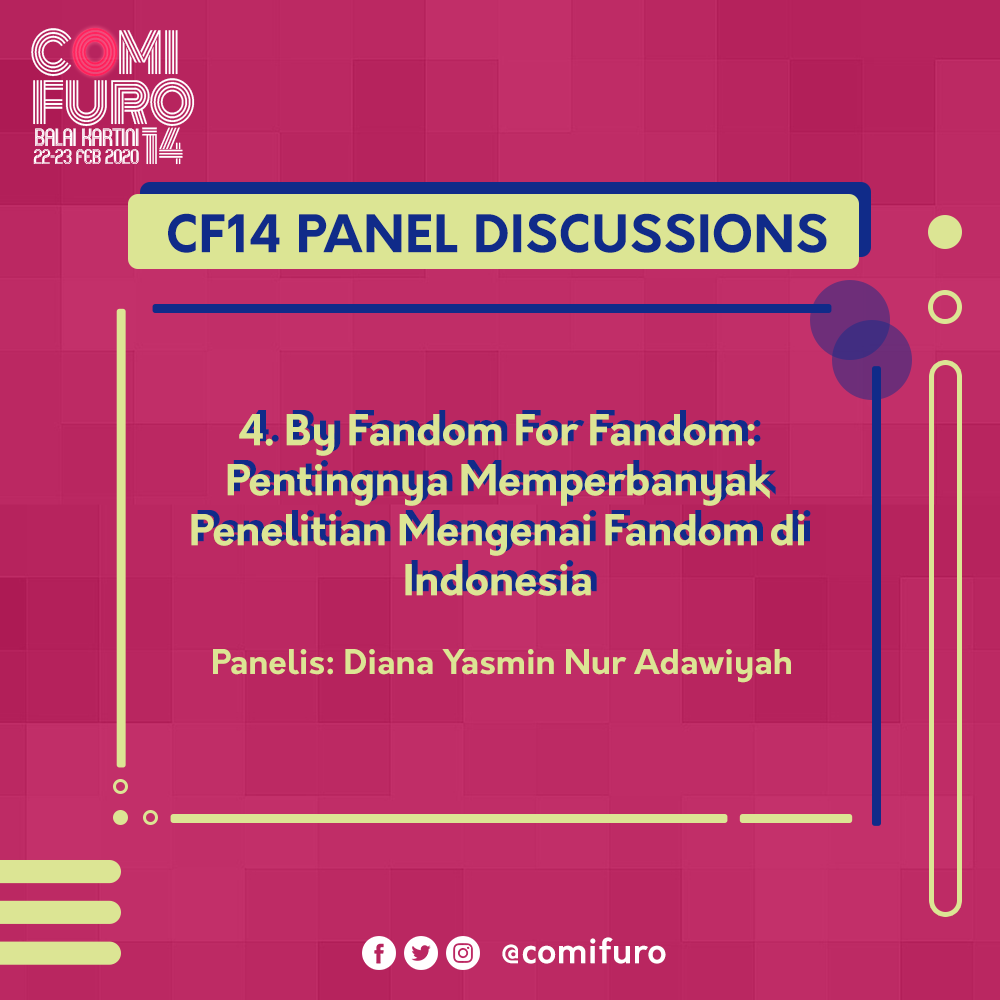 COMI
FURO
BALAI KARTINI
22-23 FEB 2020
14
CF14 PANEL DISCUSSIONS
4. By Fandom For Fandom:
Pentingnya Memperbanyak
Penelitian Mengenai Fandom di
Indonesia
Panelis: Diana Yasmin Nur Adawiyah
@comifuro